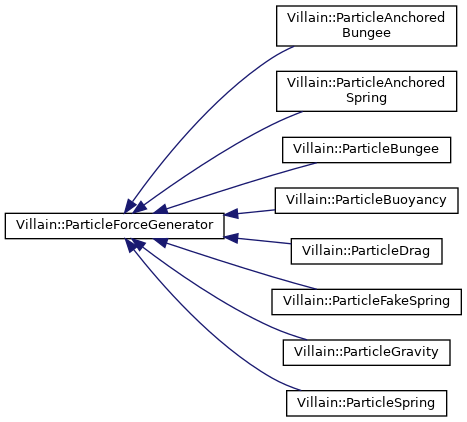 Villain::ParticleAnchored
Bungee
Villain::ParticleAnchored
Spring
Villain::ParticleBungee
Villain::ParticleBuoyancy
Villain::ParticleForceGenerator
Villain::ParticleDrag
Villain::ParticleFakeSpring
Villain::ParticleGravity
Villain::ParticleSpring